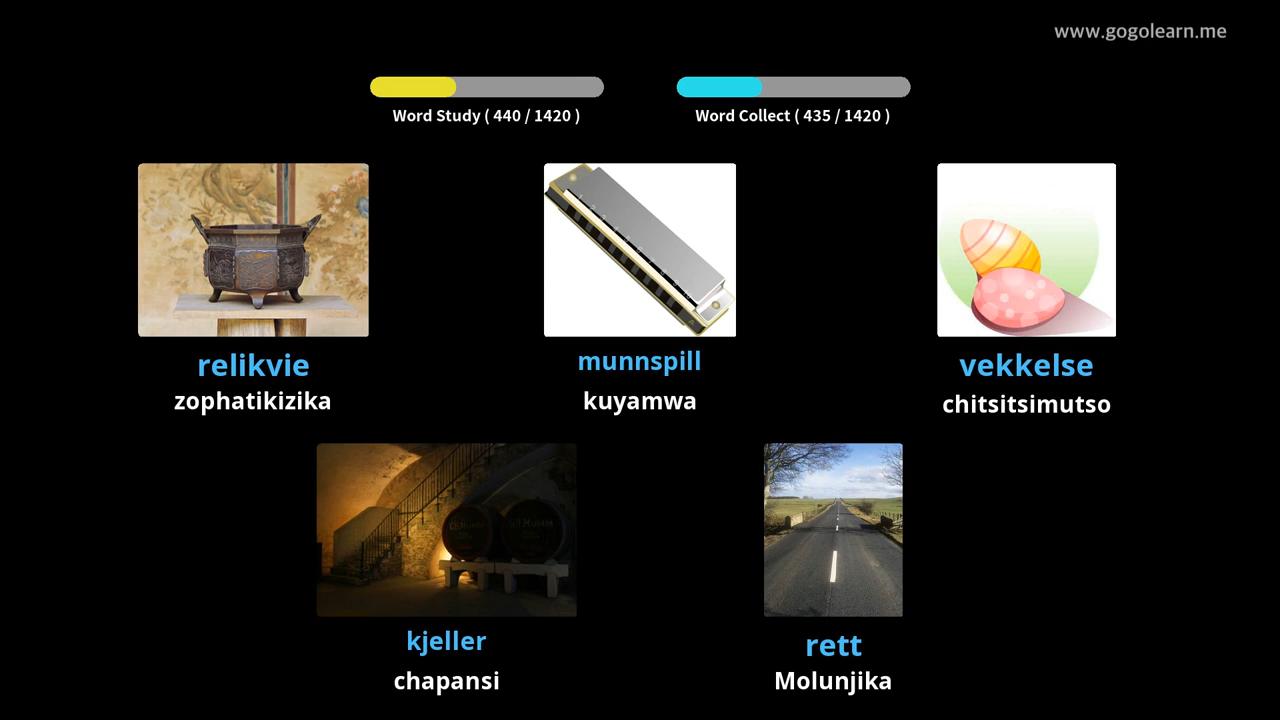 www.gogolearn.me
Word Study ( 440 / 1420 )
Word Collect ( 435 / 1420 )
relikvie
zophatikizika
munnspill
kuyamwa
vekkelse
chitsitsimutso
kjeller
chapansi
rett
Molunjika